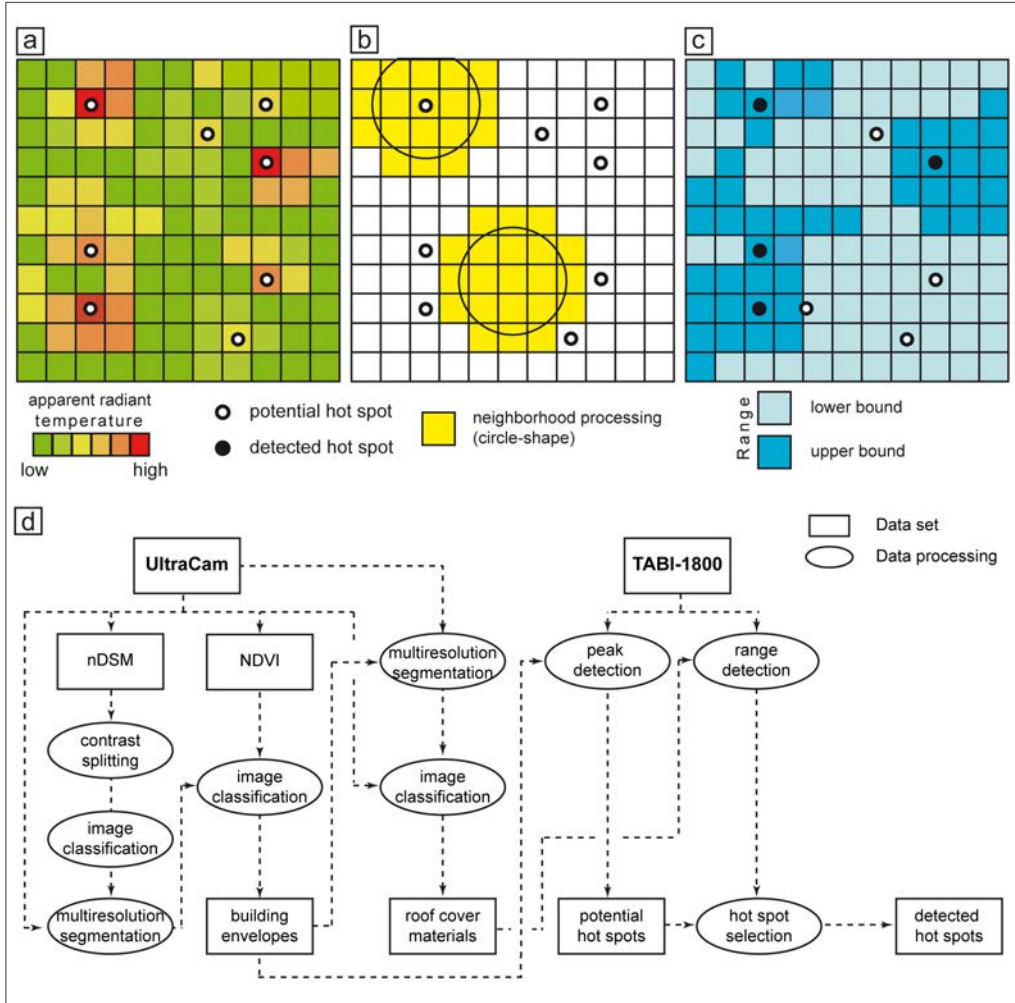 a
b
c
apparent radiant
temperature
low
high
potential hot spot
detected hot spot
neighborhood processing
(circle-shape)
Range
lower bound
upper bound
d
Data set
Data processing
UltraCam
TABI-1800
nDSM
NDVI
multiresolution
segmentation
peak
detection
range
detection
contrast
splitting
image
classification
image
classification
image
classification
multiresolution
segmentation
building
envelopes
roof cover
materials
potential
hot spots
hot spot
selection
detected
hot spots